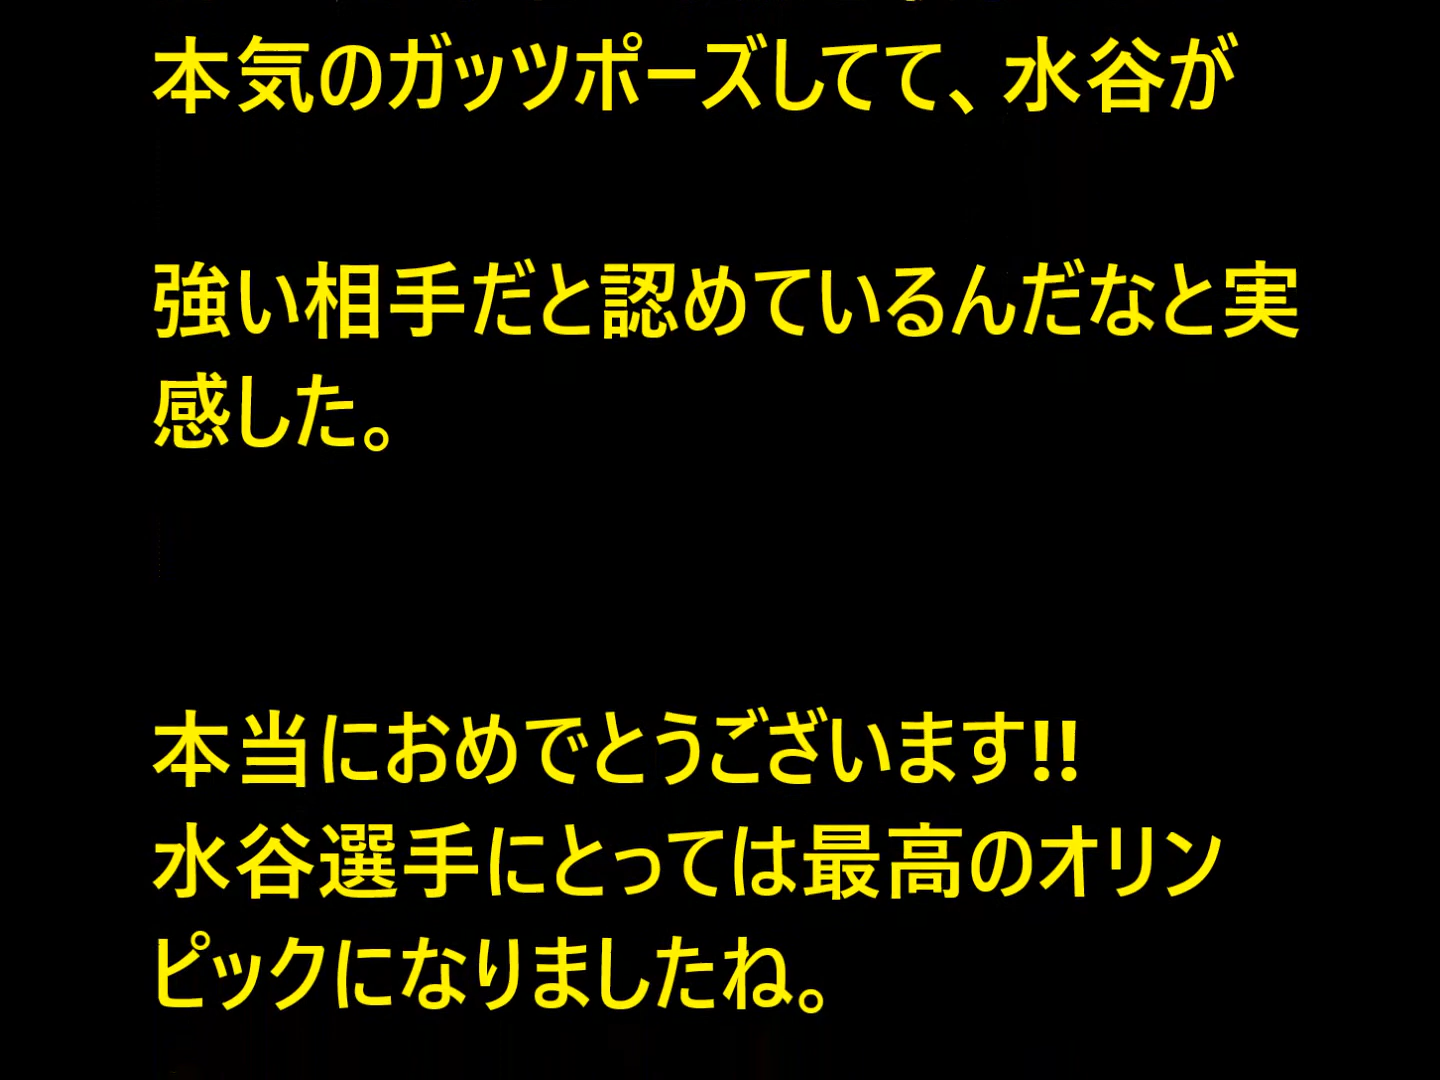 本気のガッツポーズしてて、水谷が
強い相手だと認めているんだなと実
感した。
本当におめでとうございます!!
水谷選手にとっては最高のオリン
ピックになりましたね。